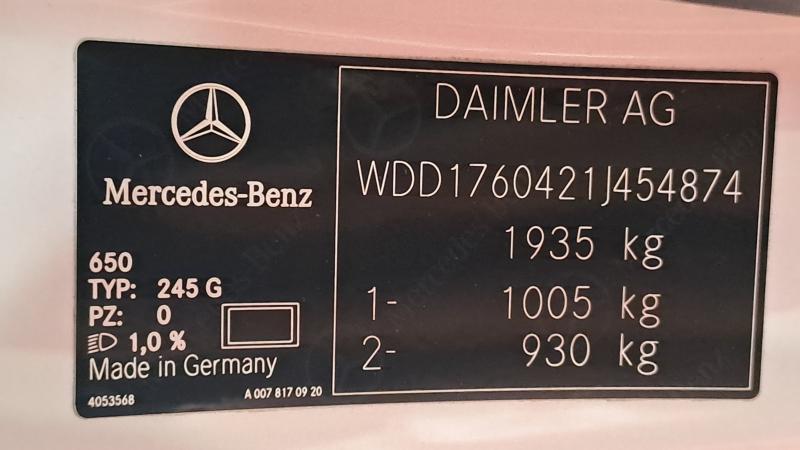 Mercedes-Benz
650
TYP: 245 G
PZ: 0
1,0 %
Made in Germany
4053568
A 007 817 09 20
DAIMLER AG
WDD1760421J454874
1935 kg
1- 1005 kg
2- 930 kg